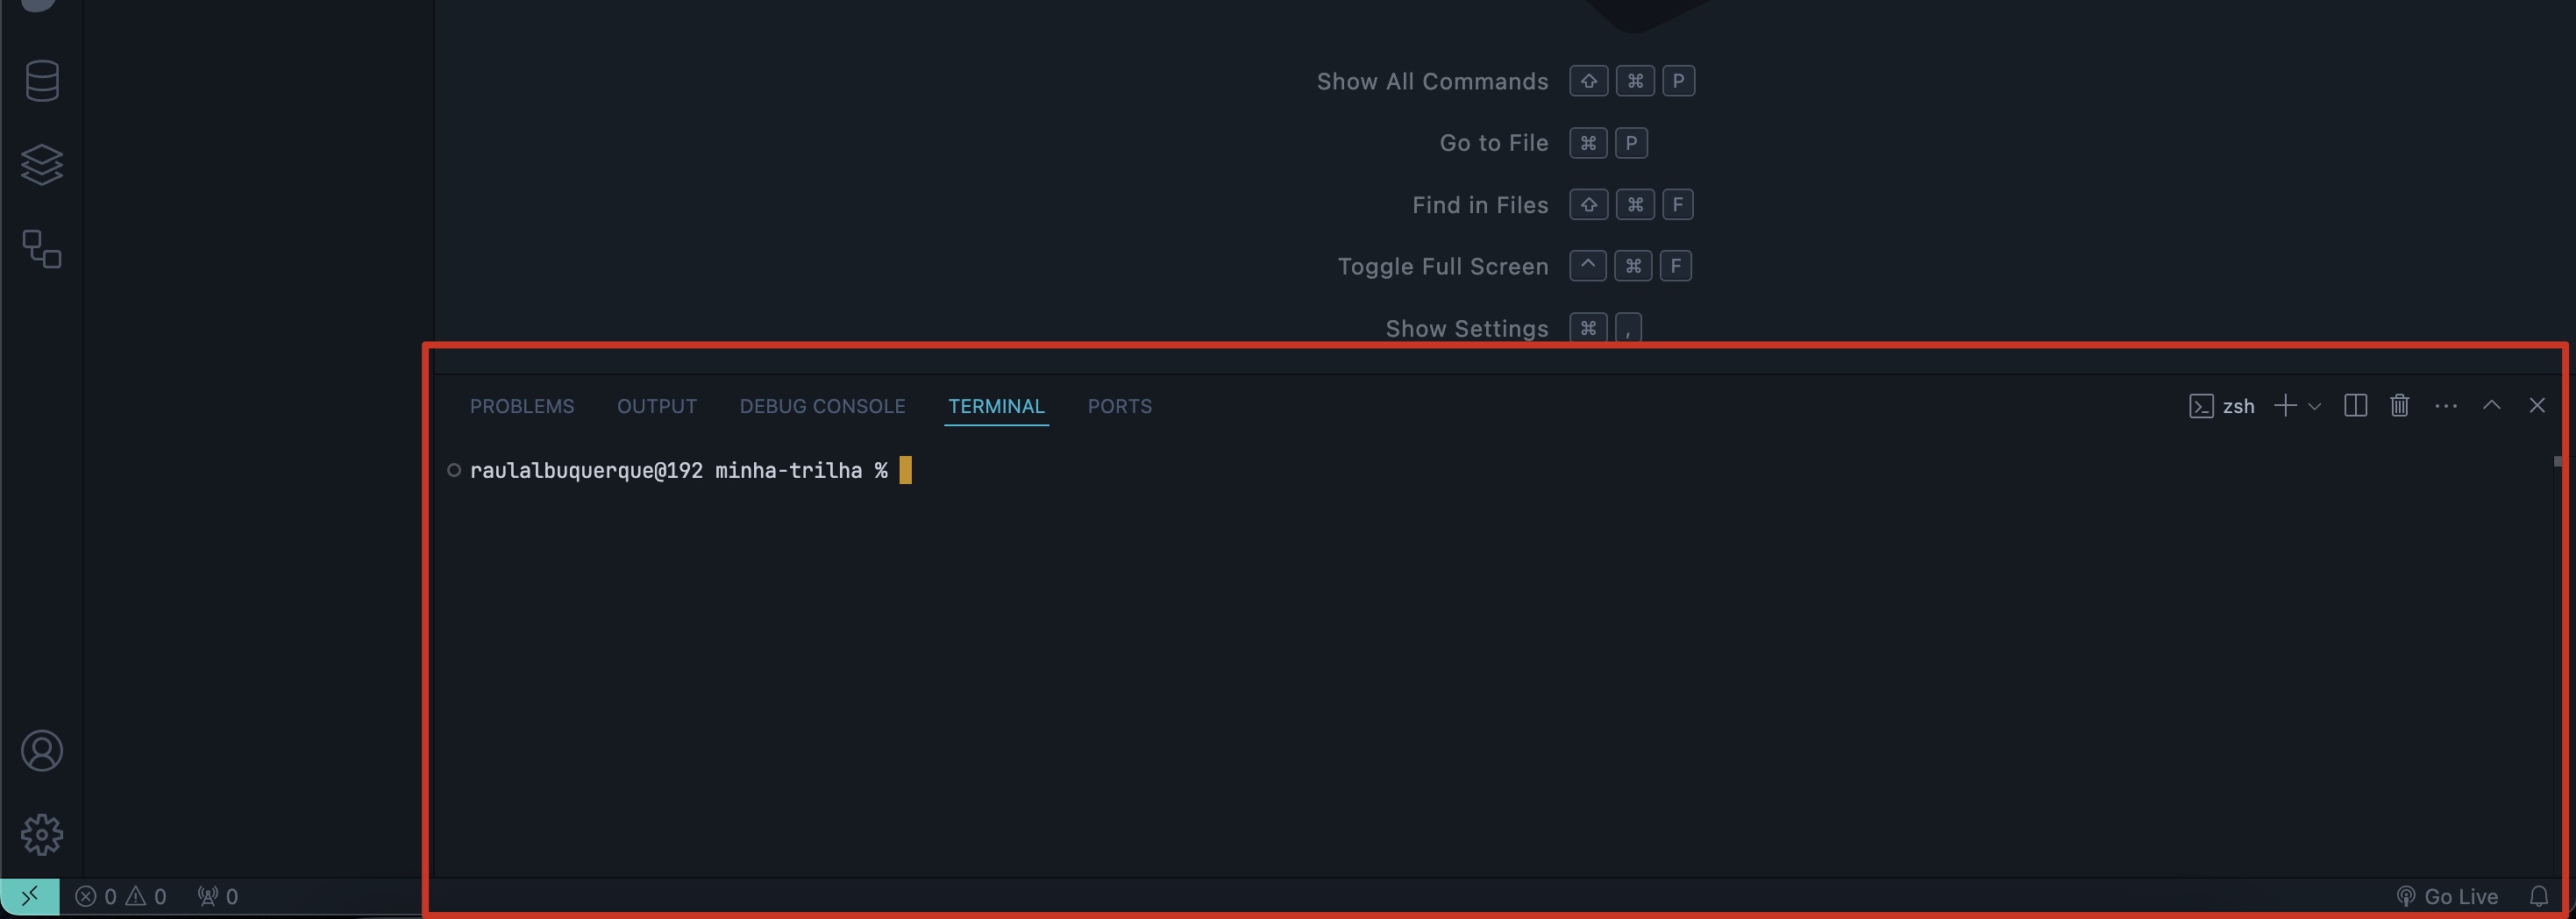 Show All Commands ⇧ ⌘ P
Go to File ⌘ P
Find in Files ⇧ ⌘ F
Toggle Full Screen ^ ⌘ F
Show Settings ⌘ ,
PROBLEMS OUTPUT DEBUG CONSOLE TERMINAL PORTS zsh
raulalbuquerque@192 minha-trilha %
0 0 0 Go Live